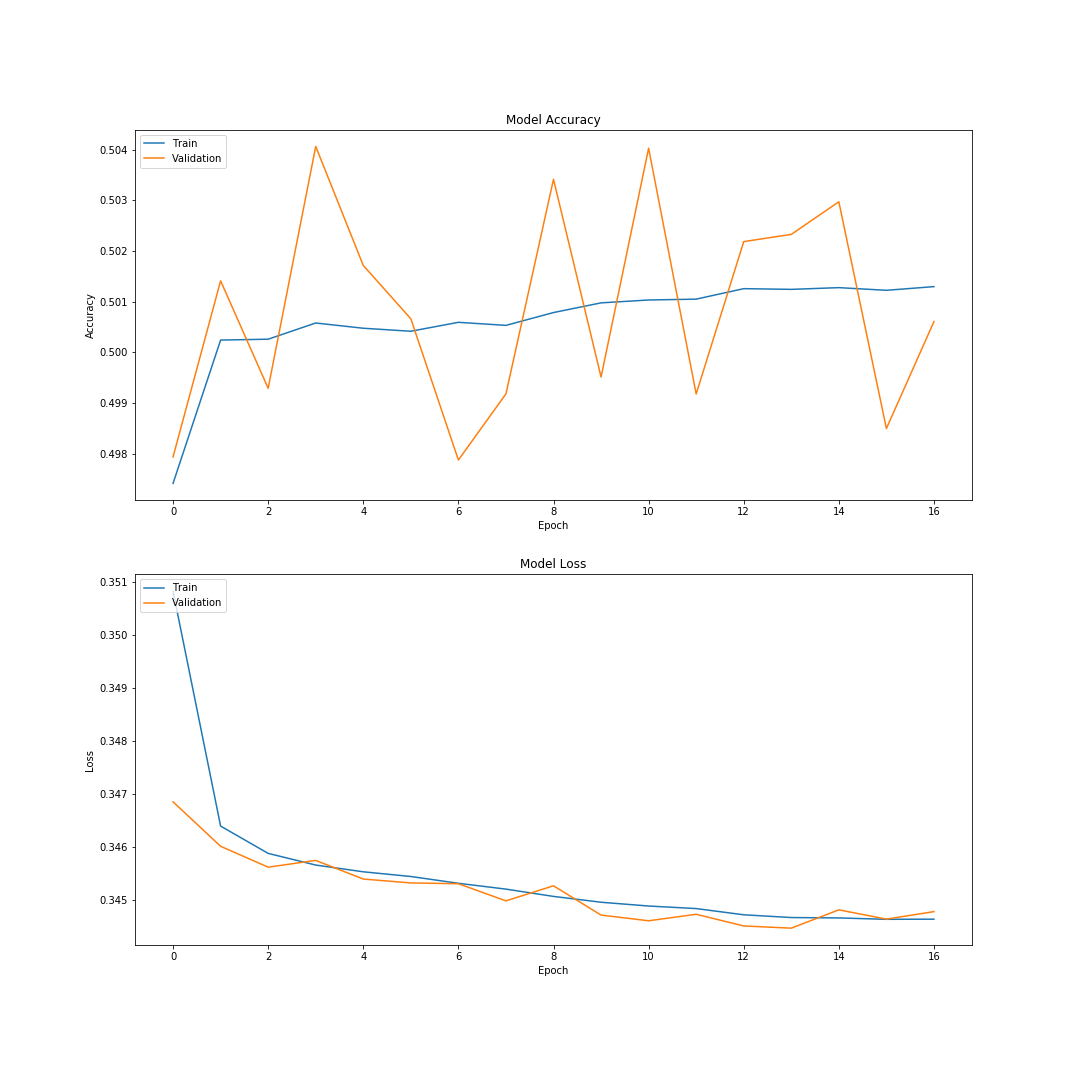 Model Accuracy
Train
Validation
0.504
0.503
0.502
0.501
0.500
0.499
0.498
Accuracy
0 2 4 6 8 10 12 14 16
Epoch
Model Loss
Train
Validation
0.351
0.350
0.349
0.348
0.347
0.346
0.345
Loss
0 2 4 6 8 10 12 14 16
Epoch